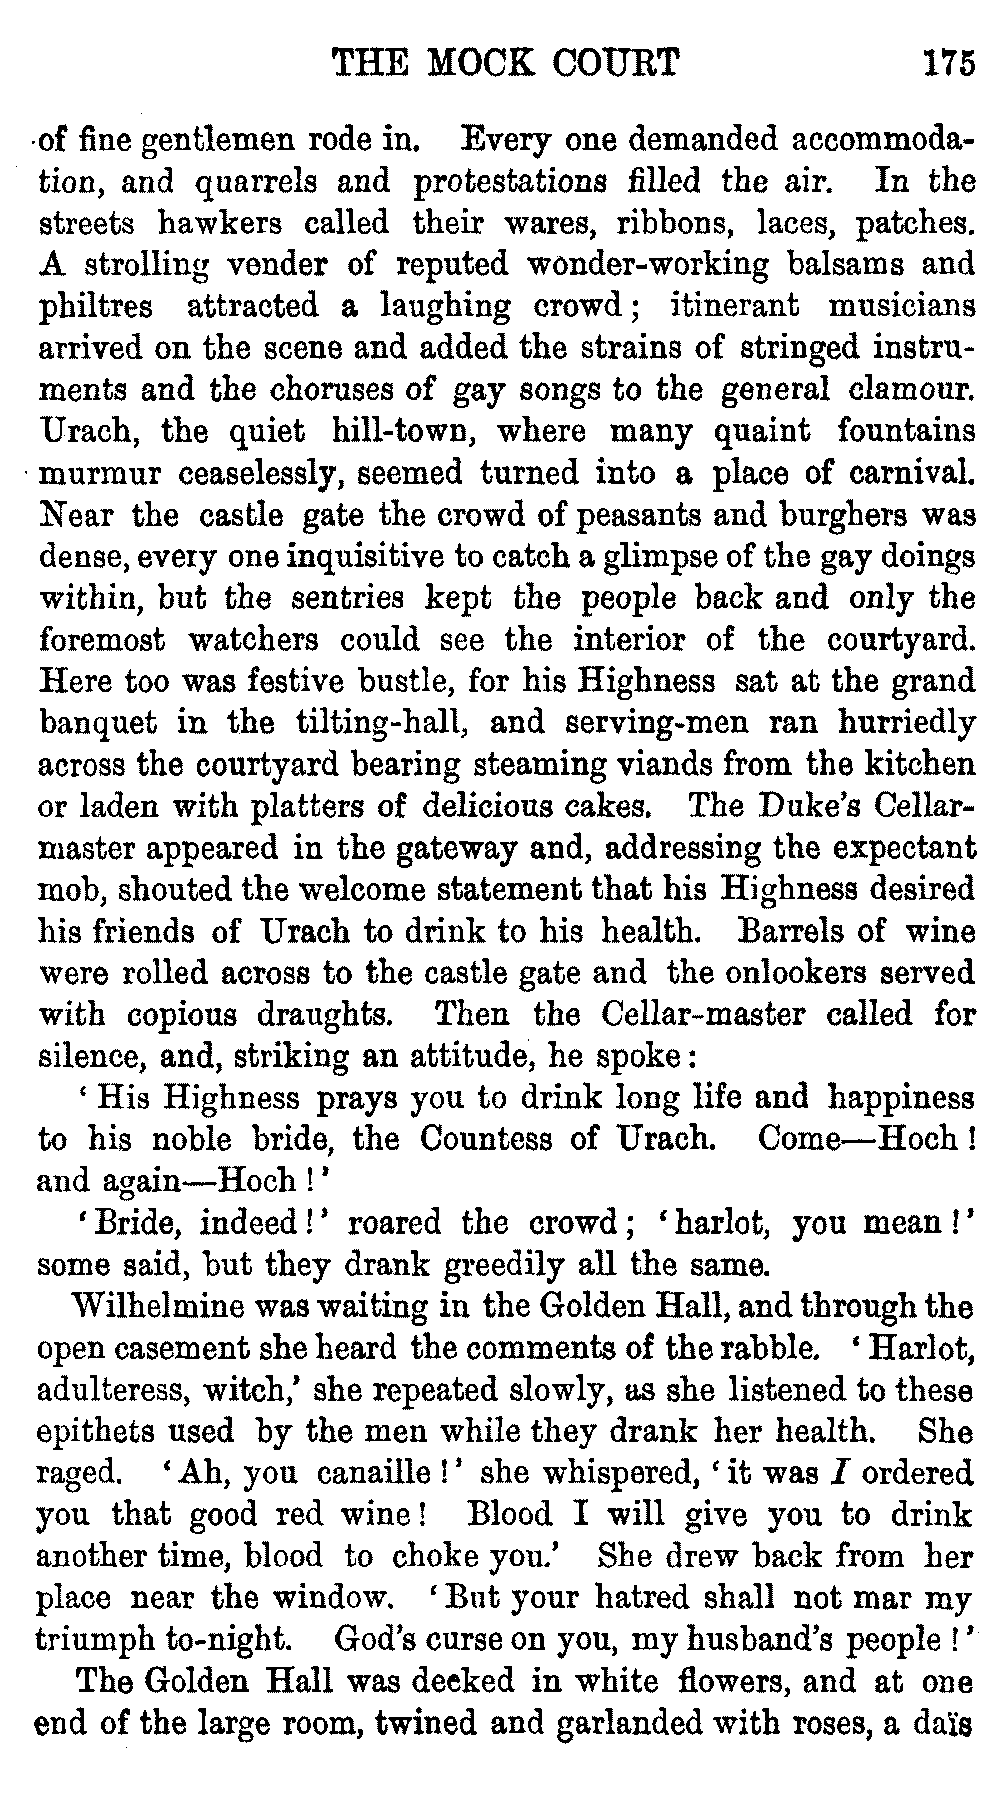 THE MOCK COURT 175
of fine gentlemen rode in. Every one demanded accommoda-
tion, and quarrels and protestations filled the air. In the
streets hawkers called their wares, ribbons, laces, patches.
A strolling vender of reputed wonder-working balsams and
philtres attracted a laughing crowd; itinerant musicians
arrived on the scene and added the strains of stringed instru-
ments and the choruses of gay songs to the general clamour.
Urach, the quiet hill-town, where many quaint fountains
murmur ceaselessly, seemed turned into a place of carnival.
Near the castle gate the crowd of peasants and burghers was
dense, every one inquisitive to catch a glimpse of the gay doings
within, but the sentries kept the people back and only the
foremost watchers could see the interior of the courtyard.
Here too was festive bustle, for his Highness sat at the grand
banquet in the tilting-hall, and serving-men ran hurriedly
across the courtyard bearing steaming viands from the kitchen
or laden with platters of delicious cakes. The Duke's Cellar-
master appeared in the gateway and, addressing the expectant
mob, shouted the welcome statement that his Highness desired
his friends of Urach to drink to his health. Barrels of wine
were rolled across to the castle gate and the onlookers served
with copious draughts. Then the Cellar-master called for
silence, and, striking an attitude, he spoke:
‘His Highness prays you to drink long life and happiness
to his noble bride, the Countess of Urach. Come—Hoch!
and again—Hoch!’
‘Bride, indeed!’ roared the crowd; ‘harlot, you mean!’
some said, but they drank greedily all the same.
Wilhelmine was waiting in the Golden Hall, and through the
open casement she heard the comments of the rabble. ‘Harlot,
adulteress, witch,’ she repeated slowly, as she listened to these
epithets used by the men while they drank her health. She
raged. ‘Ah, you canaille!’ she whispered, ‘it was I ordered
you that good red wine! Blood I will give you to drink
another time, blood to choke you.’ She drew back from her
place near the window. ‘But your hatred shall not mar my
triumph to-night. God's curse on you, my husband's people!’
The Golden Hall was decked in white flowers, and at one
end of the large room, twined and garlanded with roses, a daïs